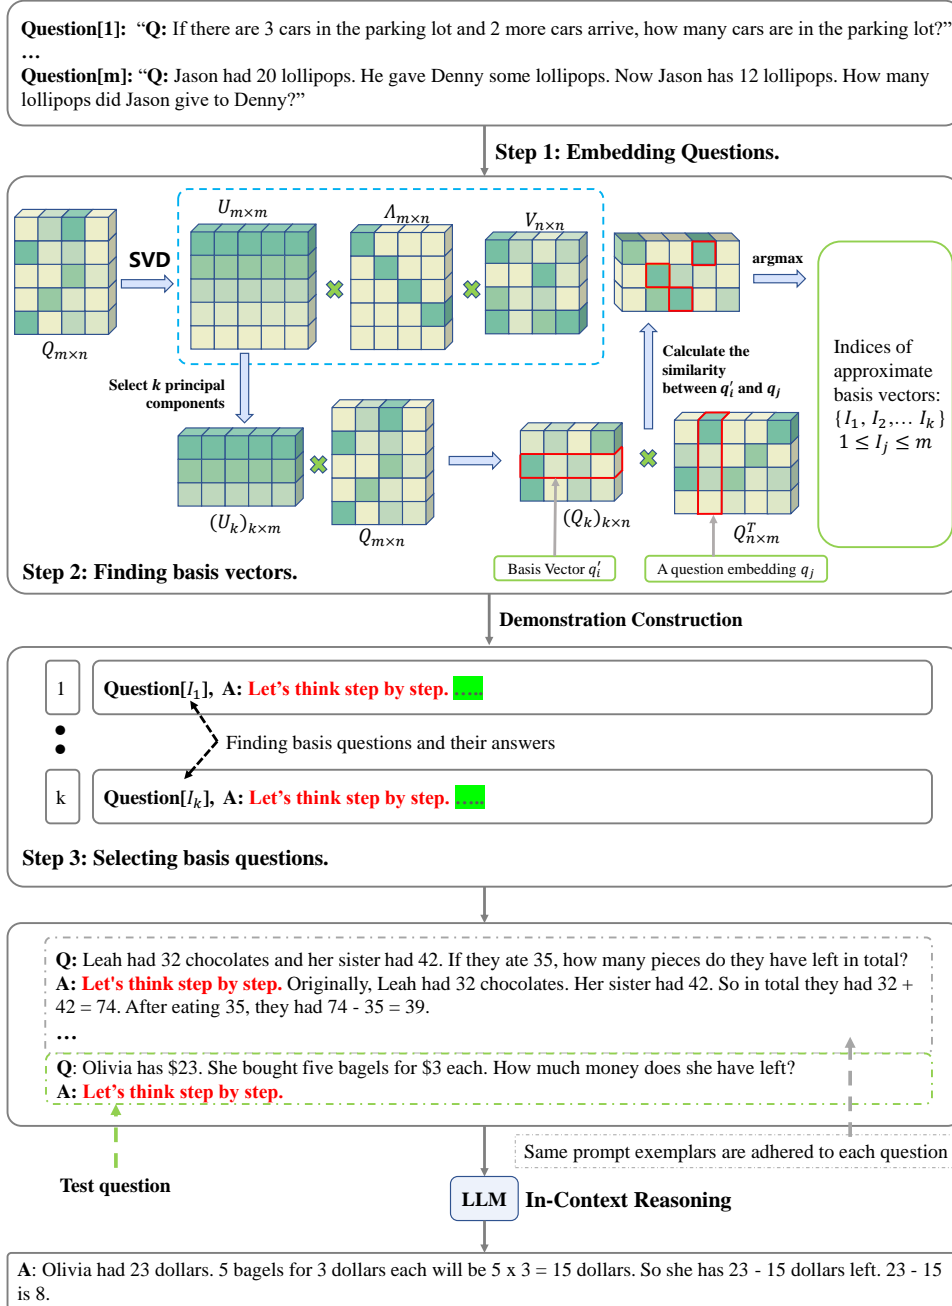 Question[1]: “Q: If there are 3 cars in the parking lot and 2 more cars arrive, how many cars are in the parking lot?”
...
Question[m]: “Q: Jason had 20 lollipops. He gave Denny some lollipops. Now Jason has 12 lollipops. How many
lollipops did Jason give to Denny?”
Step 1: Embedding Questions.
U_{m×m}
Λ_{m×n}
V_{n×n}
SVD
argmax
Q_{m×n}
Select k principal
components
Calculate the
similarity
between q_i′ and q_j
Indices of
approximate
basis vectors:
{I_1, I_2,... I_k}
1 ≤ I_j ≤ m
(U_k)_{k×m}
Q_{m×n}
(Q_k)_{k×n}
Q^T_{n×m}
Basis Vector q_i′
A question embedding q_j
Step 2: Finding basis vectors.
Demonstration Construction
1 Question[I_1], A: Let’s think step by step. .....
Finding basis questions and their answers
k Question[I_k], A: Let’s think step by step. .....
Step 3: Selecting basis questions.
Q: Leah had 32 chocolates and her sister had 42. If they ate 35, how many pieces do they have left in total?
A: Let's think step by step. Originally, Leah had 32 chocolates. Her sister had 42. So in total they had 32 +
42 = 74. After eating 35, they had 74 - 35 = 39.
...
Q: Olivia has $23. She bought five bagels for $3 each. How much money does she have left?
A: Let’s think step by step.
Same prompt exemplars are adhered to each question
Test question
LLM In-Context Reasoning
A: Olivia had 23 dollars. 5 bagels for 3 dollars each will be 5 x 3 = 15 dollars. So she has 23 - 15 dollars left. 23 - 15
is 8.